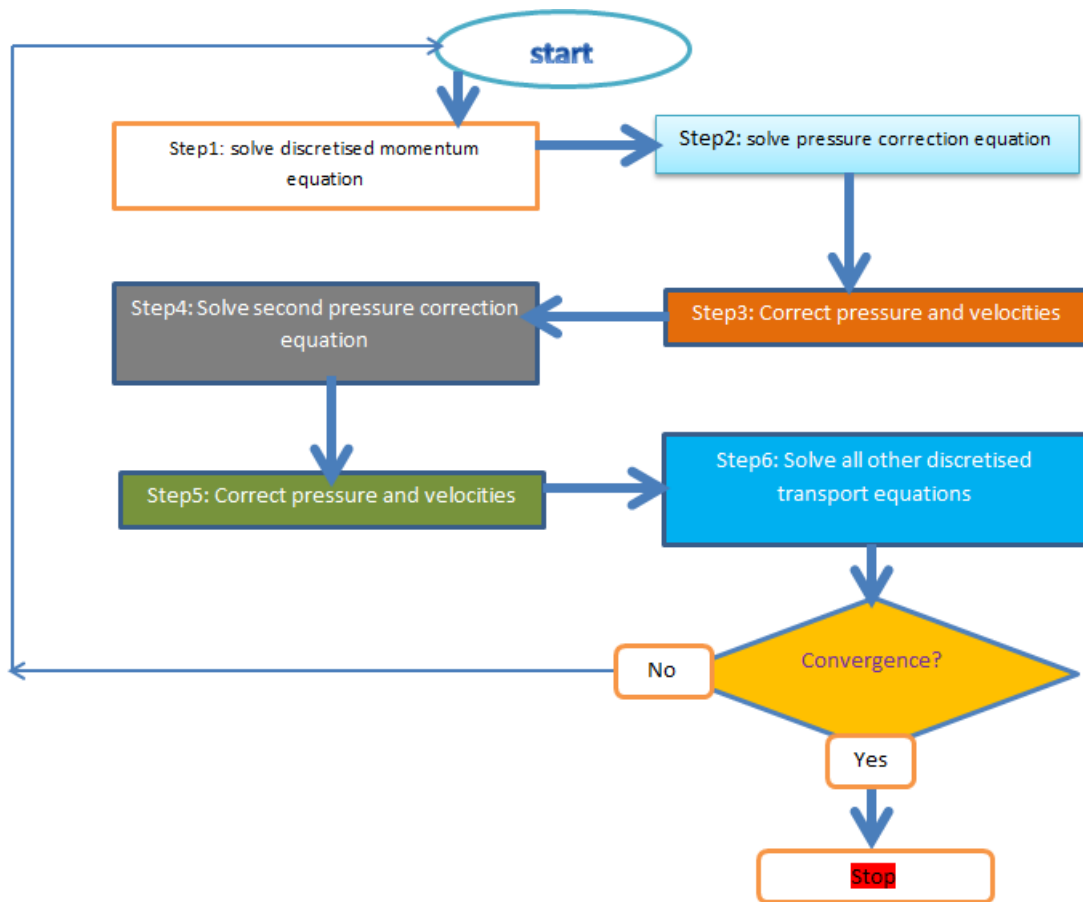 start
Step1: solve discretised momentum
equation
Step2: solve pressure correction equation
Step3: Correct pressure and velocities
Step4: Solve second pressure correction
equation
Step5: Correct pressure and velocities
Step6: Solve all other discretised
transport equations
Convergence?
No
Yes
Stop